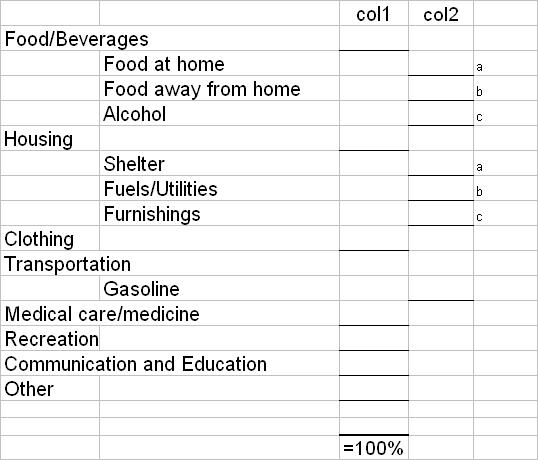 col1 col2
Food/Beverages
Food at home a
Food away from home b
Alcohol c
Housing
Shelter a
Fuels/Utilities b
Furnishings c
Clothing
Transportation
Gasoline
Medical care/medicine
Recreation
Communication and Education
Other
=100%